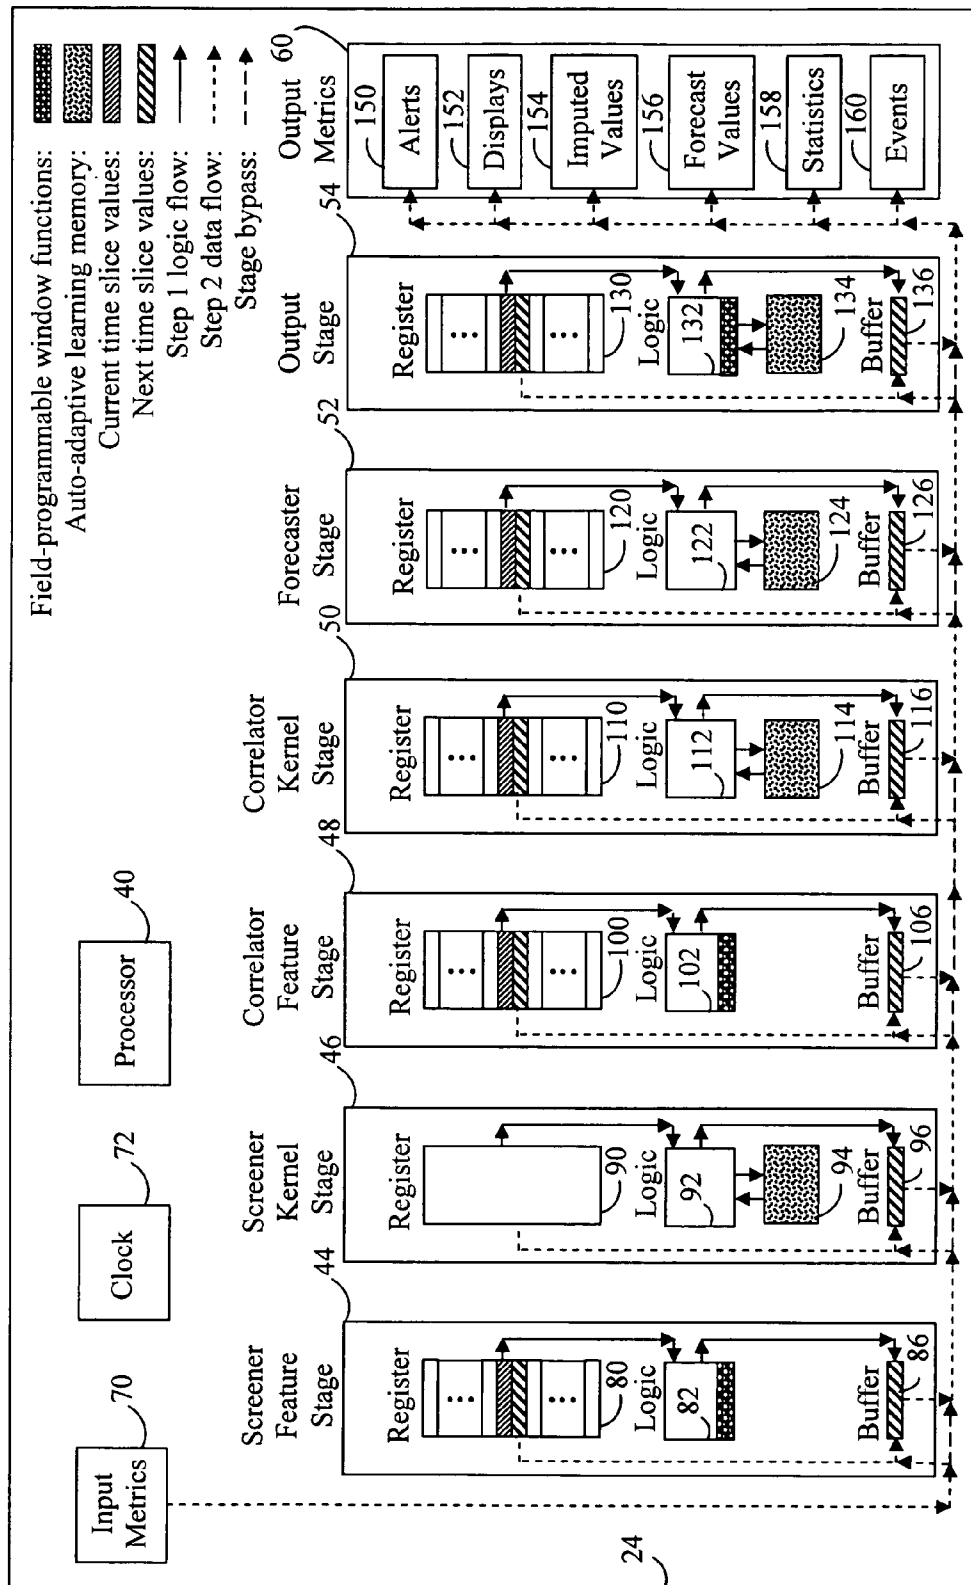 Field-programmable window functions:
Auto-adaptive learning memory:
Current time slice values:
Next time slice values:
Step 1 logic flow:
Step 2 data flow:
Stage bypass:
Input
Metrics
70
Clock
72
Processor
40
24
Screener
Feature
Stage
44
Register
80
Logic
82
Buffer
86
Screener
Kernel
Stage
46
Register
90
Logic
92
94
Buffer
96
Correlator
Feature
Stage
48
Register
100
Logic
102
Buffer
106
Correlator
Kernel
Stage
50
Register
110
Logic
112
114
Buffer
116
Forecaster
Stage
52
Register
120
Logic
122
124
Buffer
126
Output
Stage
54
Register
130
Logic
132
134
Buffer
136
Output
Metrics
60
150
Alerts
152
Displays
154
Imputed
Values
156
Forecast
Values
158
Statistics
160
Events